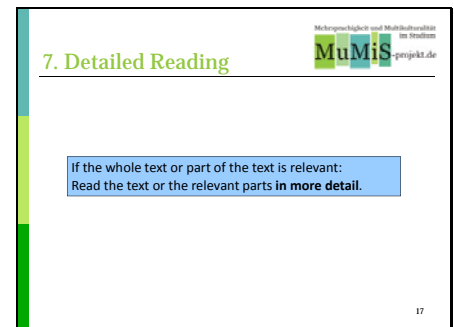 Mehrsprachigkeit und Multikulturalität
im Studium
MuMiS-projekt.de
7. Detailed Reading
If the whole text or part of the text is relevant:
Read the text or the relevant parts in more detail.
17